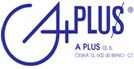 A PLUS®
A PLUS a.s.
ČESKÁ 12, 602 00 BRNO - CZ